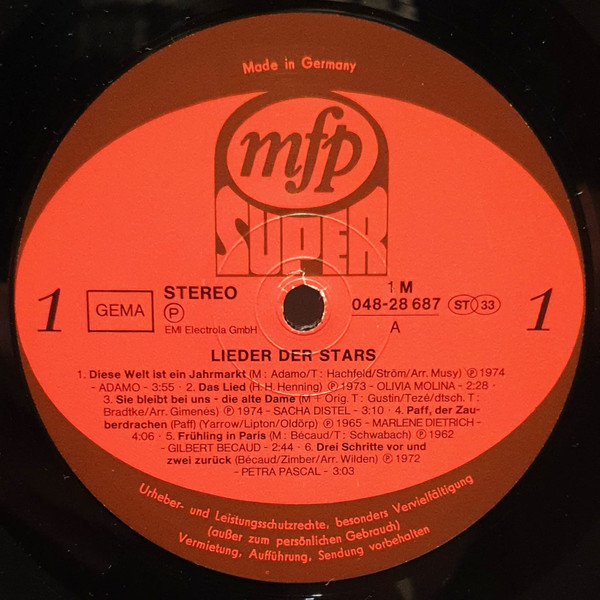 Made in Germany
mfp
SUPER
1
GEMA
STEREO
Ⓟ
EMI Electrola GmbH
1 M
048-28 687
A
ST 33
1
LIEDER DER STARS
1. Diese Welt ist ein Jahrmarkt (M: Adamo/T: Hachfeld/Ström/Arr. Musy) Ⓟ 1974
- ADAMO - 3:55 · 2. Das Lied (H. H. Henning) Ⓟ 1973 - OLIVIA MOLINA - 2:28 ·
3. Sie bleibt bei uns - die alte Dame (M + Orig. T: Gustin/Tezé/dtsch. T:
Bradtke/Arr. Gimenés) Ⓟ 1974 - SACHA DISTEL - 3:10 · 4. Paff, der Zau-
berdrachen (Paff) (Yarrow/Lipton/Oldörp) Ⓟ 1965 - MARLENE DIETRICH -
4:06 · 5. Frühling in Paris (M: Bécaud/T: Schwabach) Ⓟ 1962
- GILBERT BECAUD - 2:44 · 6. Drei Schritte vor und
zwei zurück (Bécaud/Zimber/Arr. Wilden) Ⓟ 1972
- PETRA PASCAL - 3:03
Urheber- und Leistungsschutzrechte, besonders Vervielfältigung
(außer zum persönlichen Gebrauch)
Vermietung, Aufführung, Sendung vorbehalten